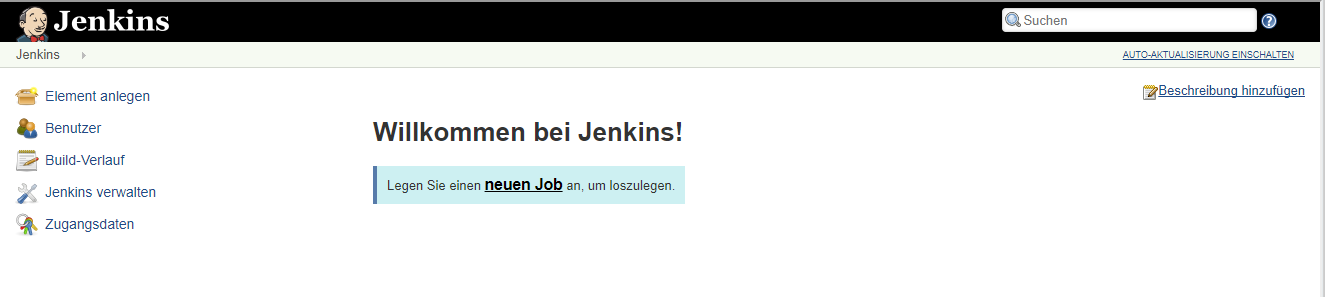 Jenkins
Suchen
Jenkins
AUTO-AKTUALISIERUNG EINSCHALTEN
Beschreibung hinzufügen
Element anlegen
Benutzer
Build-Verlauf
Jenkins verwalten
Zugangsdaten
Willkommen bei Jenkins!
Legen Sie einen neuen Job an, um loszulegen.